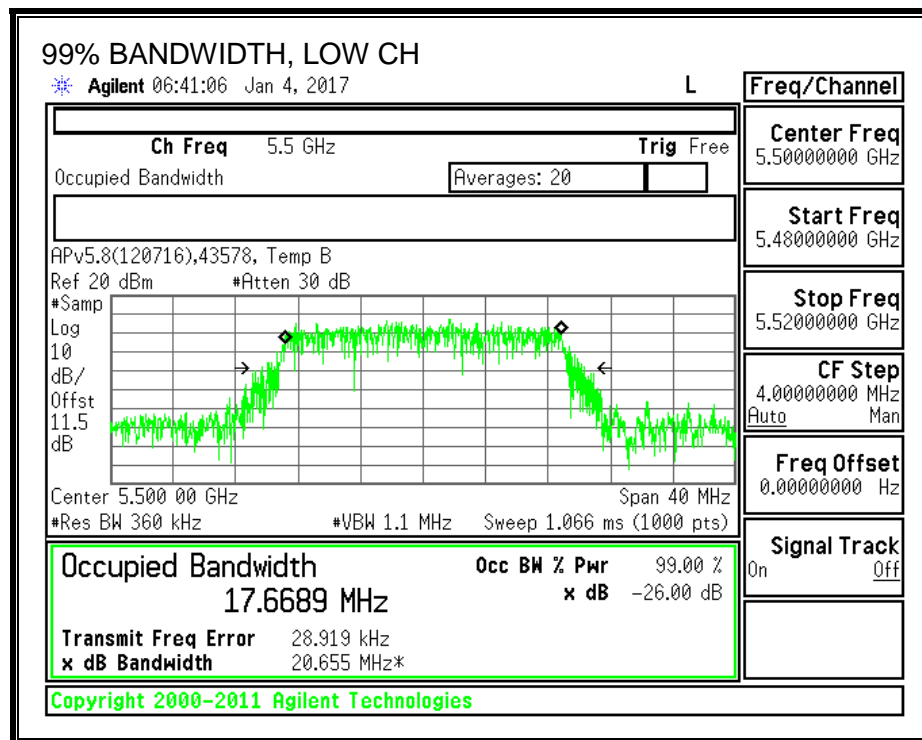 99% BANDWIDTH, LOW CH
Agilent 06:41:06 Jan 4, 2017 L
Freq/Channel
Ch Freq 5.5 GHz Trig Free
Occupied Bandwidth Averages: 20
APv5.8(120716),43578, Temp B
Ref 20 dBm #Atten 30 dB
#Samp
Log
10
dB/
Offst
11.5
dB
Center 5.500 00 GHz Span 40 MHz
#Res BW 360 kHz #VBW 1.1 MHz Sweep 1.066 ms (1000 pts)
Occupied Bandwidth Occ BW % Pwr 99.00 %
17.6689 MHz x dB -26.00 dB
Transmit Freq Error 28.919 kHz
x dB Bandwidth 20.655 MHz*
Copyright 2000-2011 Agilent Technologies
Center Freq
5.50000000 GHz
Start Freq
5.48000000 GHz
Stop Freq
5.52000000 GHz
CF Step
4.00000000 MHz
Auto Man
Freq Offset
0.00000000 Hz
Signal Track
On Off